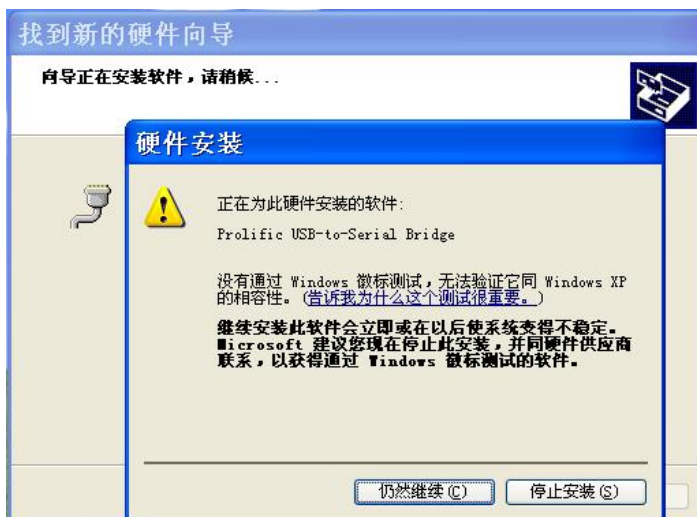 找到新的硬件向导
向导正在安装软件，请稍候...
硬件安装
正在为此硬件安装的软件:
Prolific USB-to-Serial Bridge
没有通过 Windows 徽标测试，无法验证它同 Windows XP
的相容性。(告诉我为什么这个测试很重要。)
继续安装此软件会立即或在以后使系统变得不稳定。
Microsoft 建议您现在停止此安装，并同硬件供应商
联系，以获得通过 Windows 徽标测试的软件。
仍然继续(C)
停止安装(S)